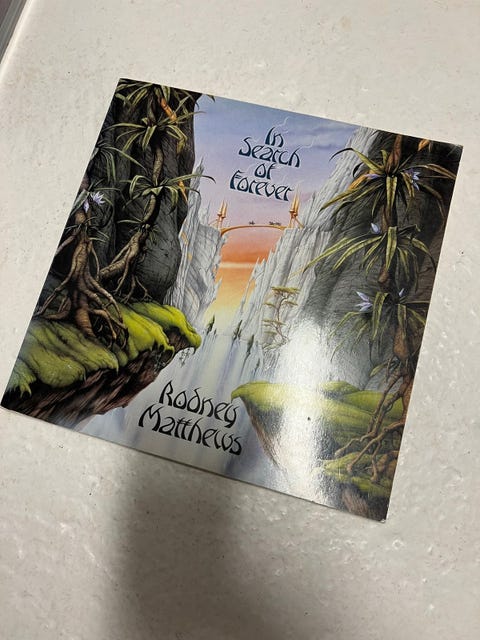 In
Search
of
Forever
Rodney
Matthews